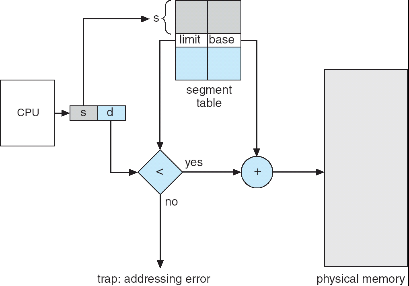 s
limit base
segment
table
CPU
s d
<
yes
+
no
trap: addressing error
physical memory